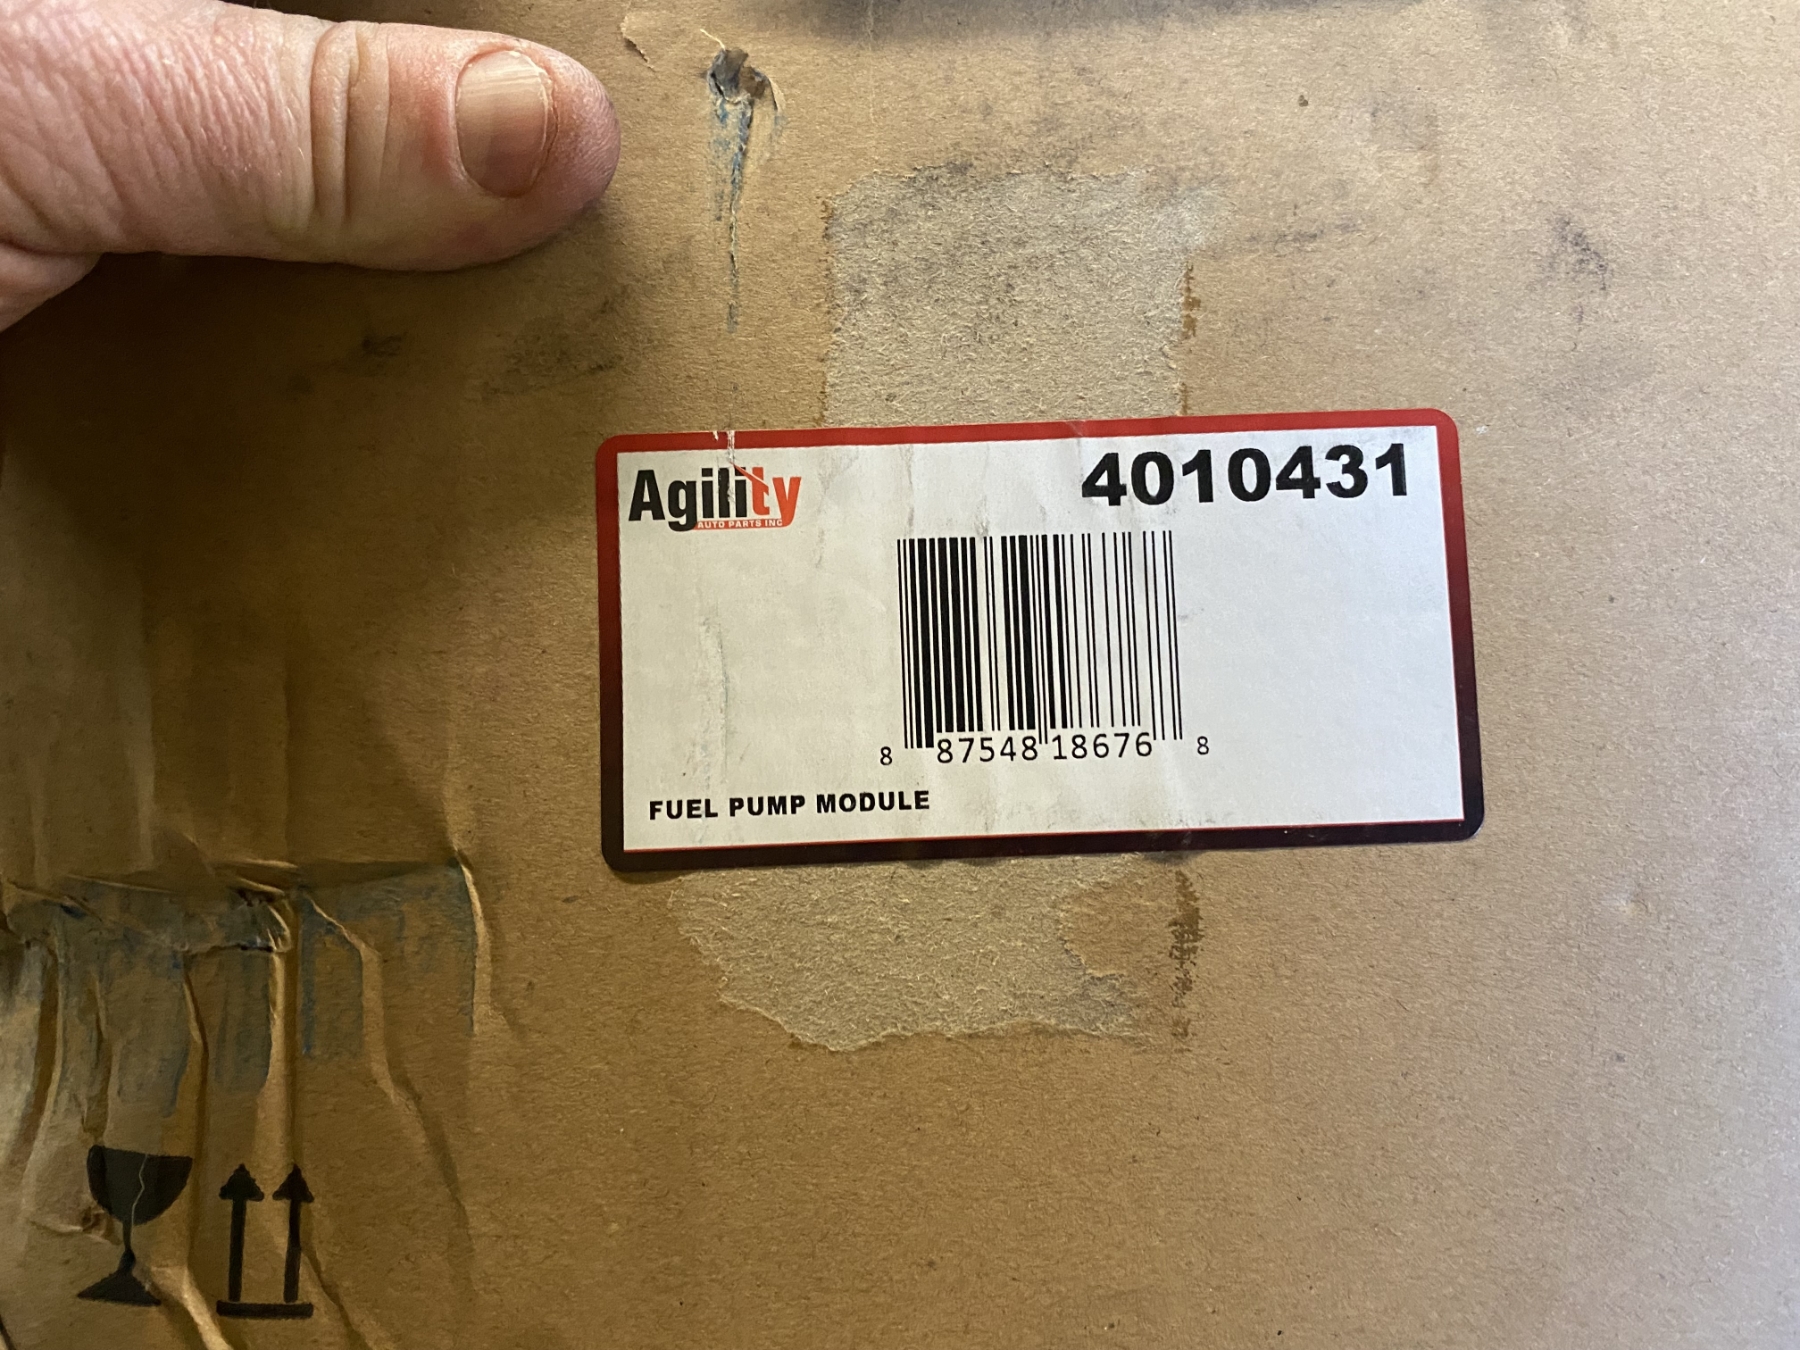 Agility
AUTO PARTS INC
4010431
8 87548 18676 8
FUEL PUMP MODULE